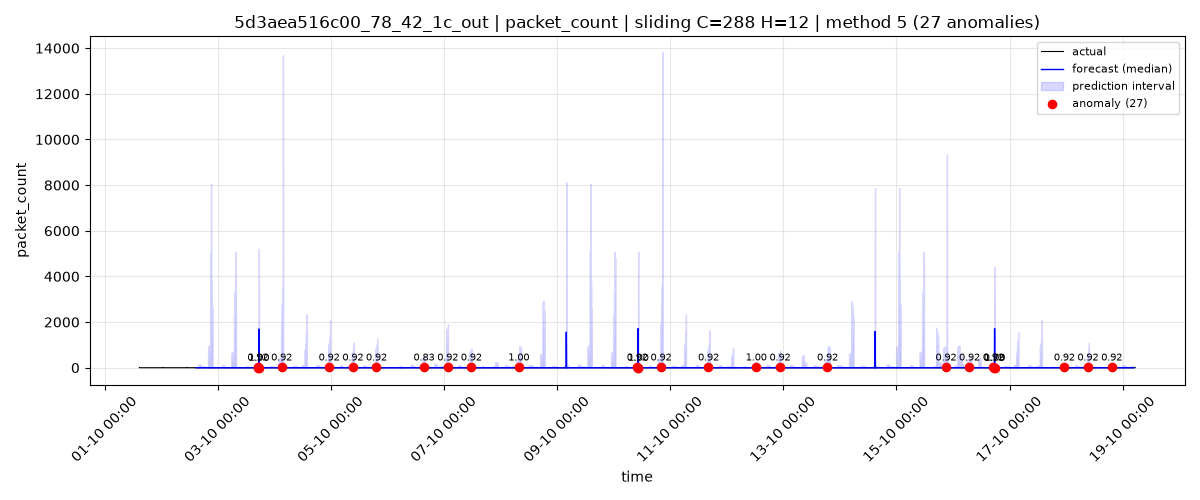 5d3aea516c00_78_42_1c_out | packet_count | sliding C=288 H=12 | method 5 (27 anomalies)
actual
forecast (median)
prediction interval
anomaly (27)
packet_count
14000
12000
10000
8000
6000
4000
2000
0
0.92 0.92 0.92 0.92 0.83 0.92 0.92 1.00 0.92 0.92 1.00 0.92 0.92 0.92 0.92 0.92 0.92 0.92
01-10 00:00
03-10 00:00
05-10 00:00
07-10 00:00
09-10 00:00
11-10 00:00
13-10 00:00
15-10 00:00
17-10 00:00
19-10 00:00
time